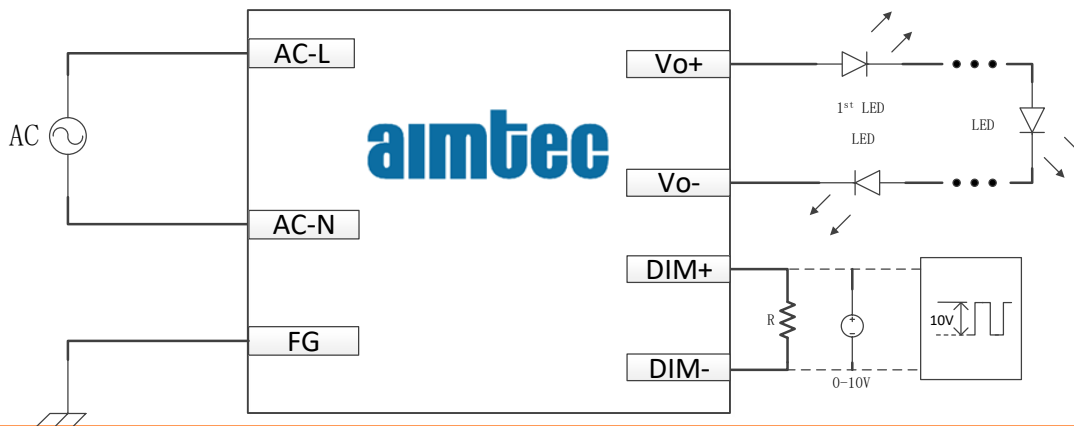 AC-L
Vo+
1st LED
LED
LED
AC
aimtec
Vo-
AC-N
DIM+
R
10V
FG
DIM-
0-10V